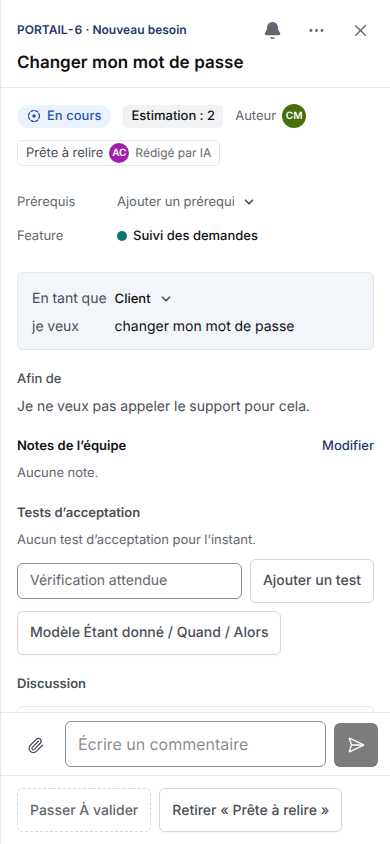 PORTAIL-6 · Nouveau besoin
Changer mon mot de passe
En cours
Estimation : 2
Auteur CM
Prête à relire AC Rédigé par IA
Prérequis Ajouter un prérequi
Feature Suivi des demandes
En tant que Client
je veux changer mon mot de passe
Afin de
Je ne veux pas appeler le support pour cela.
Notes de l’équipe Modifier
Aucune note.
Tests d’acceptation
Aucun test d’acceptation pour l’instant.
Vérification attendue Ajouter un test
Modèle Étant donné / Quand / Alors
Discussion
Écrire un commentaire
Passer À valider Retirer « Prête à relire »